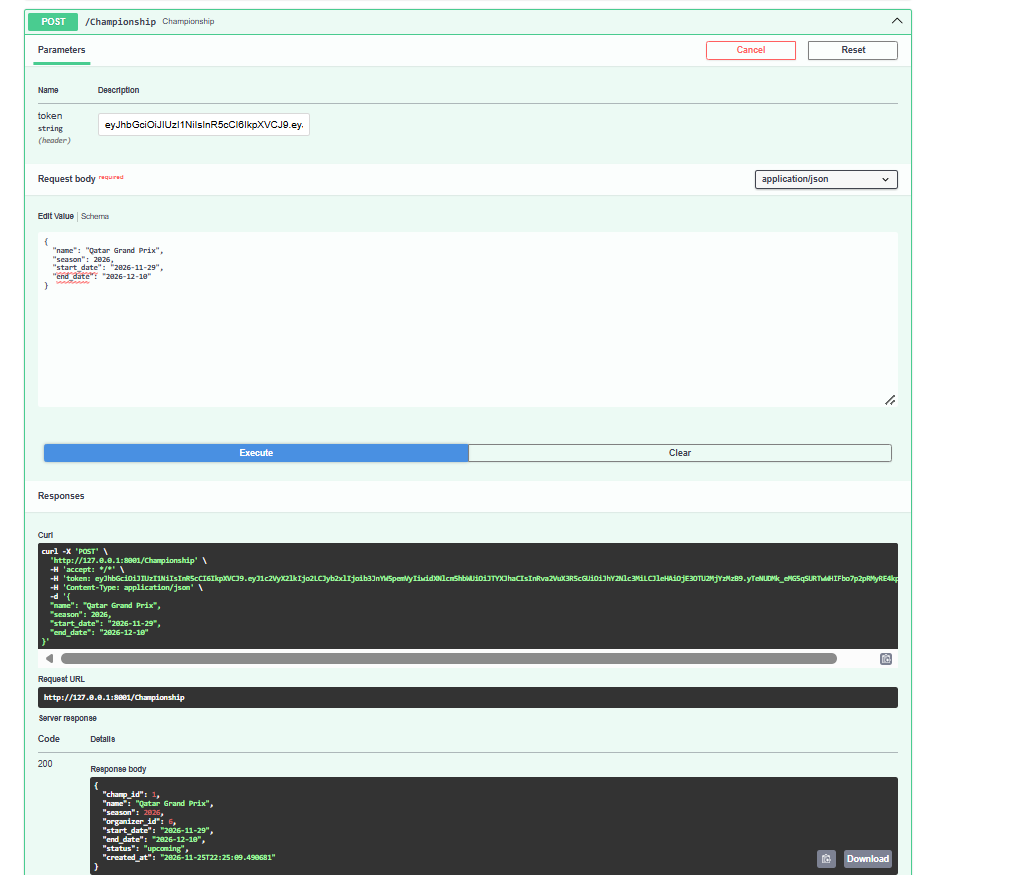 POST /Championship Championship
Parameters
Cancel
Reset
Name Description
token
string
(header)
Request body required
application/json
Edit Value | Schema
{
"name": "Qatar Grand Prix",
"season": 2026,
"start_date": "2026-11-29",
"end_date": "2026-12-10"
}
Execute
Clear
Responses
Curl
curl -X 'POST' \
'http://127.0.0.1:8001/Championship' \
-H 'accept: */*' \
-H 'token:
-H 'Content-Type: application/json' \
-d '{
"name": "Qatar Grand Prix",
"season": 2026,
"start_date": "2026-11-29",
"end_date": "2026-12-10"
}'
Request URL
http://127.0.0.1:8001/Championship
Server response
Code Details
200
Response body
{
"champ_id": 1,
"name": "Qatar Grand Prix",
"season": 2026,
"organizer_id": 6,
"start_date": "2026-11-29",
"end_date": "2026-12-10",
"status": "upcoming",
"created_at": "2026-11-25T22:25:09.490681"
}
Download